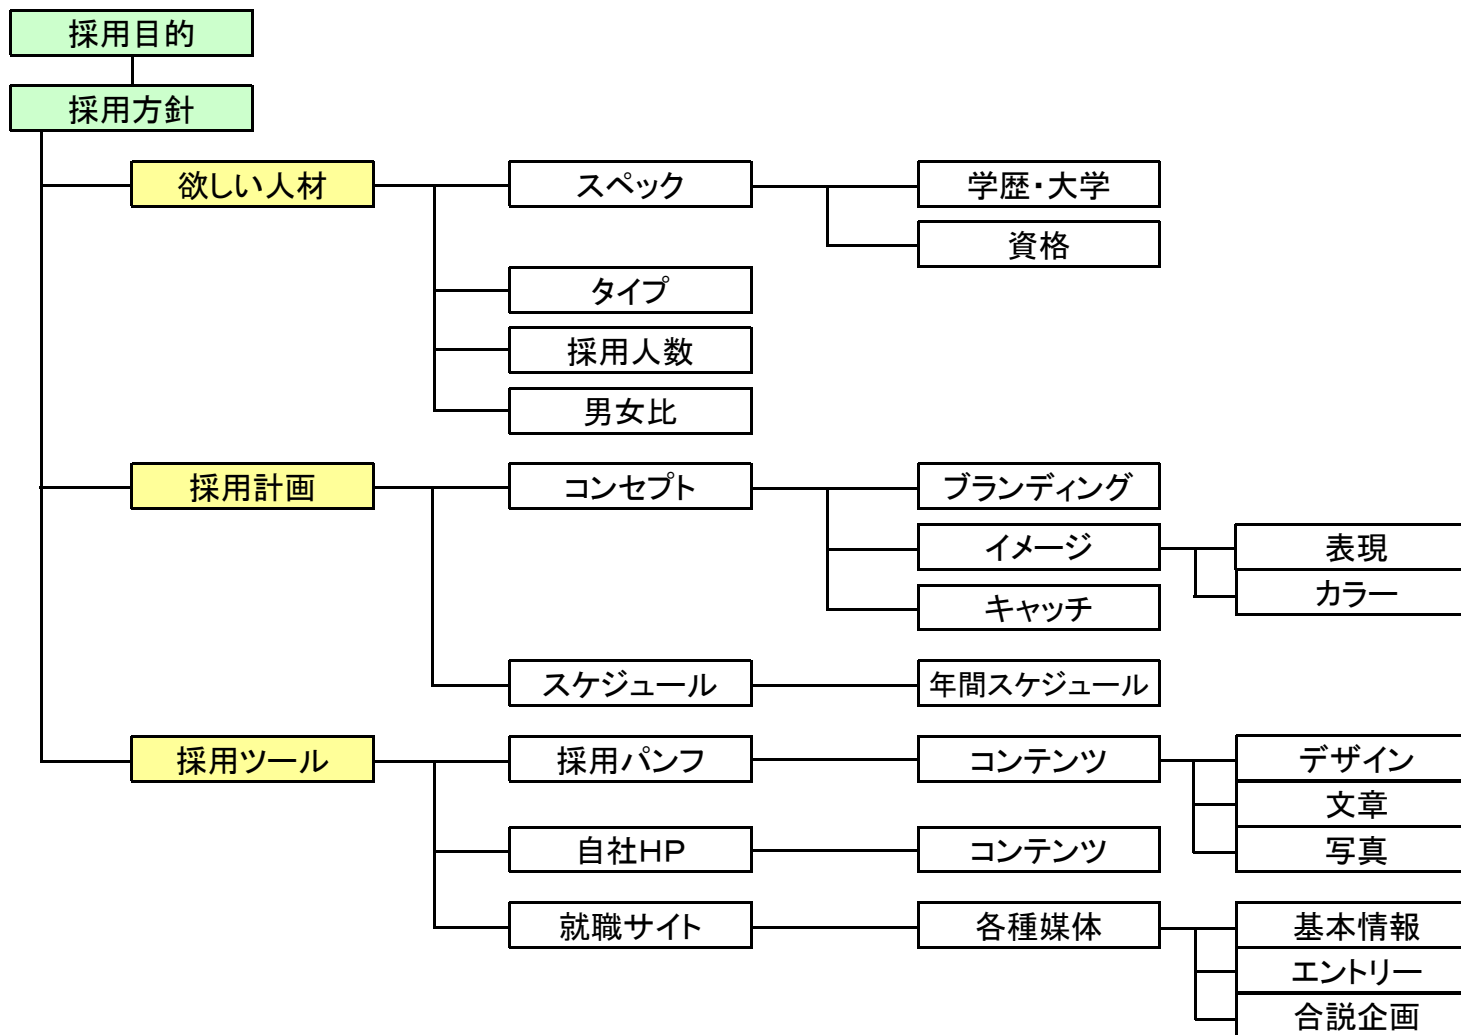 採用目的
採用方針
欲しい人材
スペック
学歴・大学
資格
タイプ
採用人数
男女比
採用計画
コンセプト
ブランディング
イメージ
表現
カラー
キャッチ
スケジュール
年間スケジュール
採用ツール
採用パンフ
コンテンツ
デザイン
文章
写真
自社HP
コンテンツ
就職サイト
各種媒体
基本情報
エントリー
合説企画